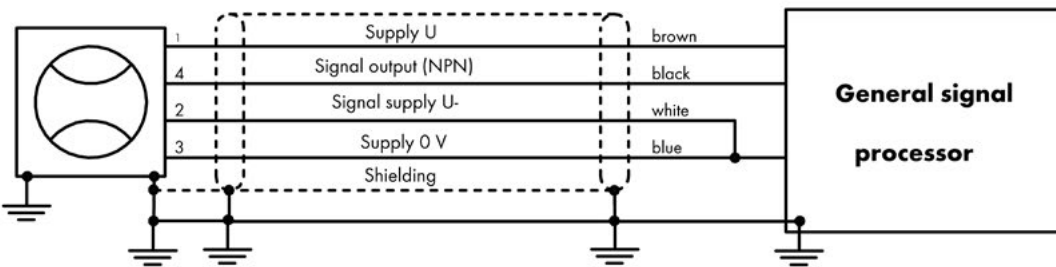 1 Supply U brown
4 Signal output (NPN) black
2 Signal supply U- white
3 Supply 0 V blue
Shielding
General signal
processor